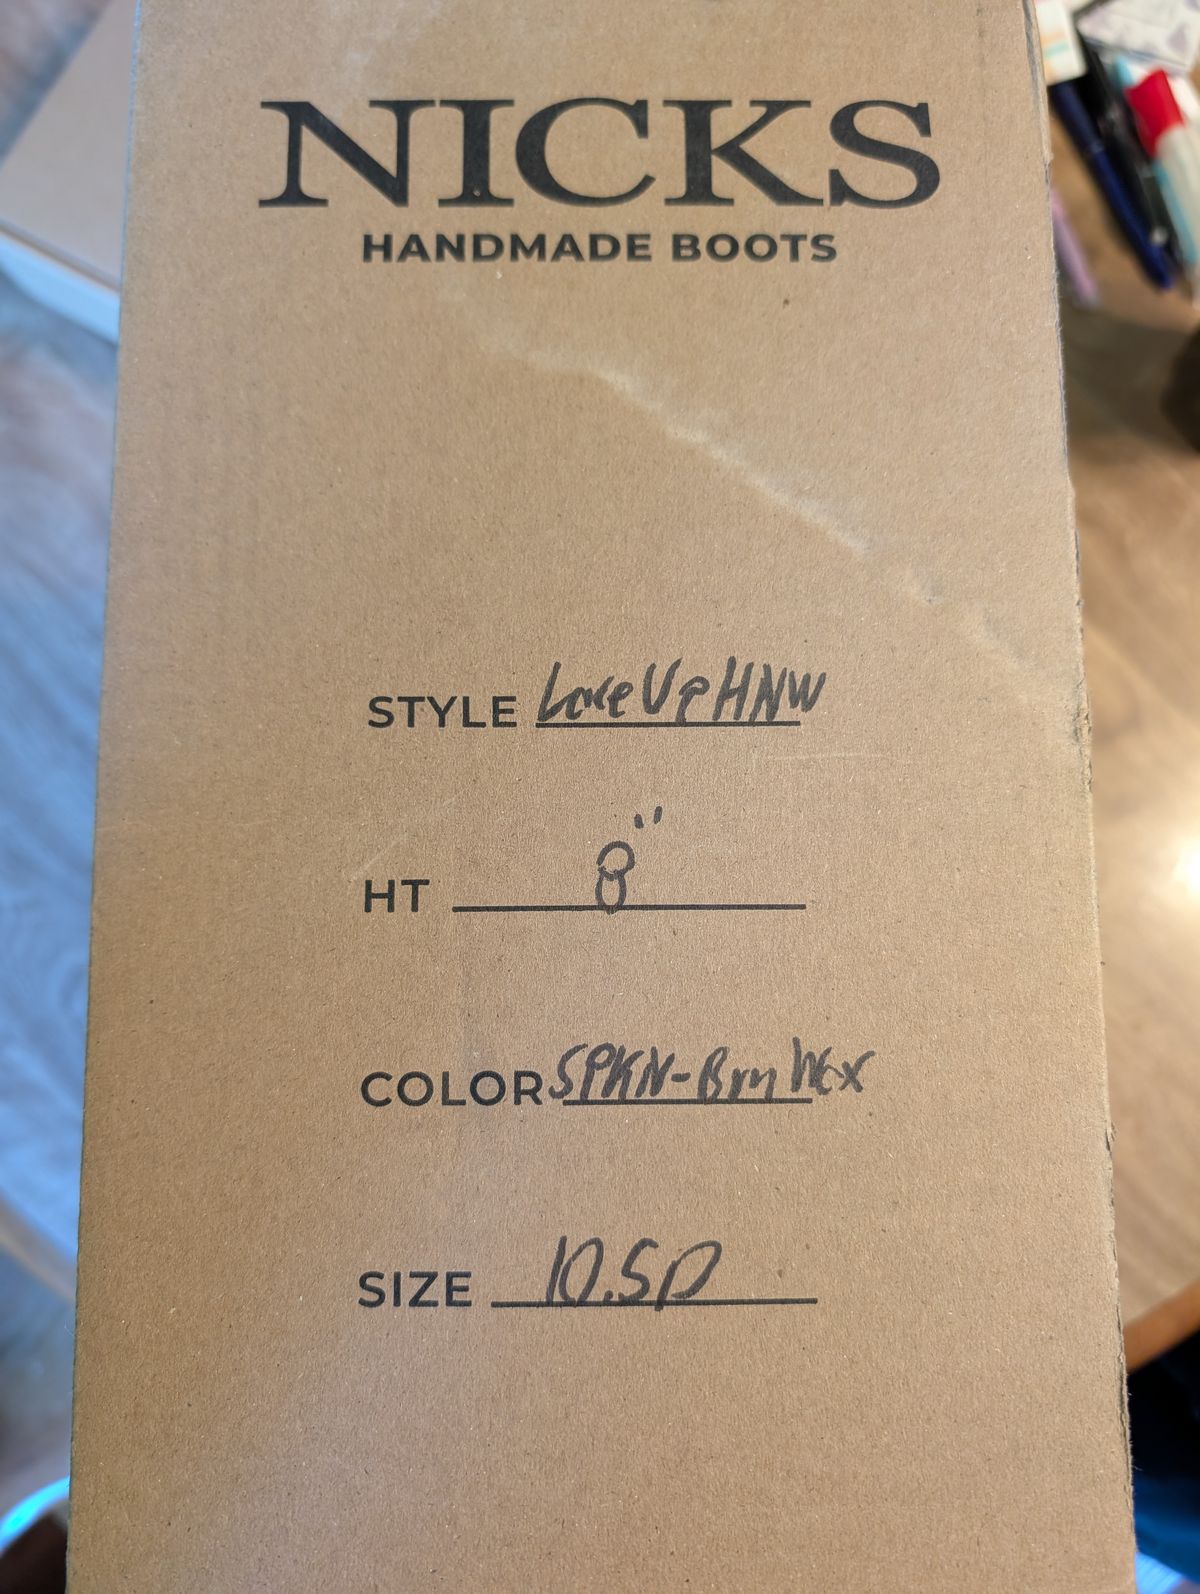 NICKS
HANDMADE BOOTS
STYLE Lace Up HNW
HT 8"
COLOR SPKN-Brn Wax
SIZE 10.5D